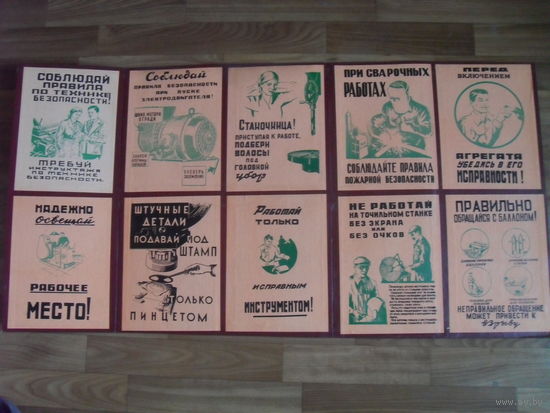 СОБЛЮДАЙ
ПРАВИЛА
ПО ТЕХНИКЕ
БЕЗОПАСНОСТИ!
ТРЕБУЙ
ИНСТРУКТАЖА
ПО ТЕХНИКЕ
БЕЗОПАСНОСТИ.
Соблюдай
ПРАВИЛА БЕЗОПАСНОСТИ
ПРИ ПУСКЕ
ЭЛЕКТРОДВИГАТЕЛЯ!
Станочница!
ПРИСТУПАЯ К РАБОТЕ,
ПОДБЕРИ
ВОЛОСЫ
ПОД
ГОЛОВНОЙ
убор
ПРИ СВАРОЧНЫХ
РАБОТАХ
СОБЛЮДАЙТЕ ПРАВИЛА
ПОЖАРНОЙ БЕЗОПАСНОСТИ
ПЕРЕД
ВКЛЮЧЕНИЕМ
АГРЕГАТА
УБЕДИСЬ В ЕГО
ИСПРАВНОСТИ!
НАДЕЖНО
освещай
РАБОЧЕЕ
МЕСТО!
ШТУЧНЫЕ
ДЕТАЛИ
ПОДАВАЙ ПОД
ШТАМП
ТОЛЬКО
ПИНЦЕТОМ
Работай
ТОЛЬКО
ИСПРАВНЫМ
ИНСТРУМЕНТОМ!
НЕ РАБОТАЙ
НА ТОЧИЛЬНОМ СТАНКЕ
БЕЗ ЭКРАНА
ИЛИ
БЕЗ ОЧКОВ
ПРАВИЛЬНО
ОБРАЩАЙСЯ С БАЛЛОНОМ!
НЕПРАВИЛЬНОЕ ОБРАЩЕНИЕ
МОЖЕТ ПРИВЕСТИ К
взрыву
www.ay.by